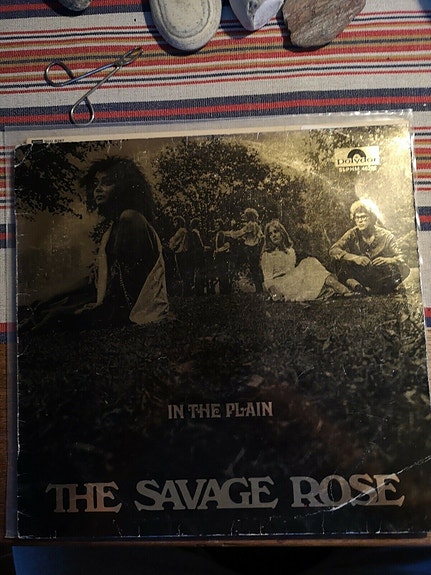 polydor
IN THE PLAIN
THE SAVAGE ROSE